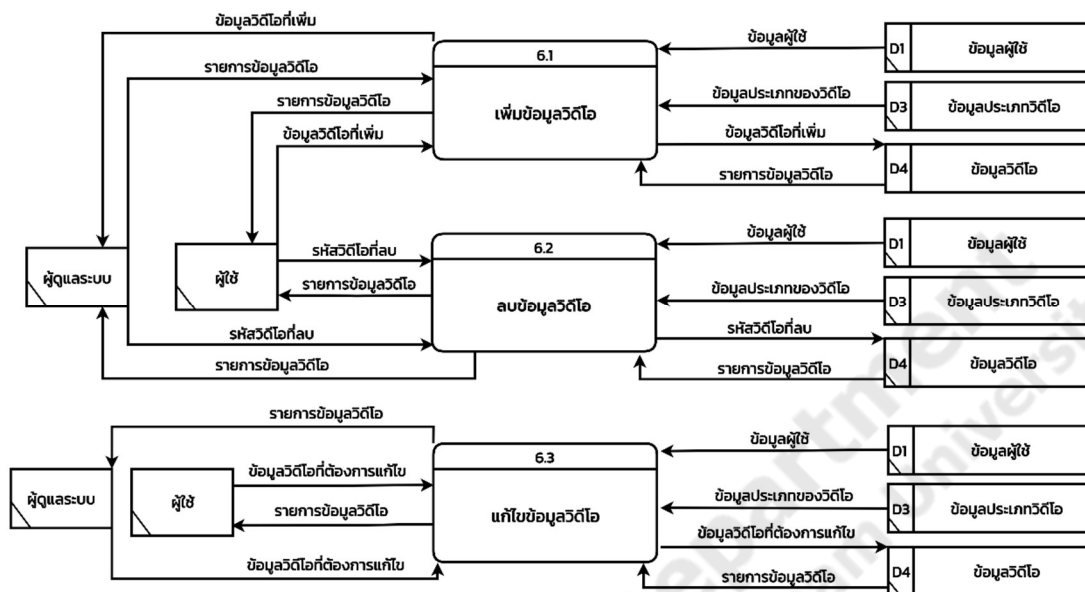 ข้อมูลวิดีโอที่เพิ่ม
ข้อมูลผู้ใช้
D1
ข้อมูลผู้ใช้
6.1
รายการข้อมูลวิดีโอ
เพิ่มข้อมูลวิดีโอ
รายการข้อมูลวิดีโอ
ข้อมูลประเภทของวิดีโอ
D3
ข้อมูลประเภทวิดีโอ
ข้อมูลวิดีโอที่เพิ่ม
ข้อมูลวิดีโอที่เพิ่ม
D4
ข้อมูลวิดีโอ
รายการข้อมูลวิดีโอ
ผู้ดูแลระบบ
ผู้ใช้
รหัสวิดีโอที่ลบ
6.2
ข้อมูลผู้ใช้
D1
ข้อมูลผู้ใช้
รายการข้อมูลวิดีโอ
ลบข้อมูลวิดีโอ
ข้อมูลประเภทของวิดีโอ
D3
ข้อมูลประเภทวิดีโอ
รหัสวิดีโอที่ลบ
รหัสวิดีโอที่ลบ
รายการข้อมูลวิดีโอ
รายการข้อมูลวิดีโอ
D4
ข้อมูลวิดีโอ
รายการข้อมูลวิดีโอ
6.3
ข้อมูลผู้ใช้
D1
ข้อมูลผู้ใช้
ผู้ดูแลระบบ
ผู้ใช้
ข้อมูลวิดีโอที่ต้องการแก้ไข
แก้ไขข้อมูลวิดีโอ
รายการข้อมูลวิดีโอ
ข้อมูลประเภทของวิดีโอ
D3
ข้อมูลประเภทวิดีโอ
ข้อมูลวิดีโอที่ต้องการแก้ไข
ข้อมูลวิดีโอที่ต้องการแก้ไข
รายการข้อมูลวิดีโอ
D4
ข้อมูลวิดีโอ